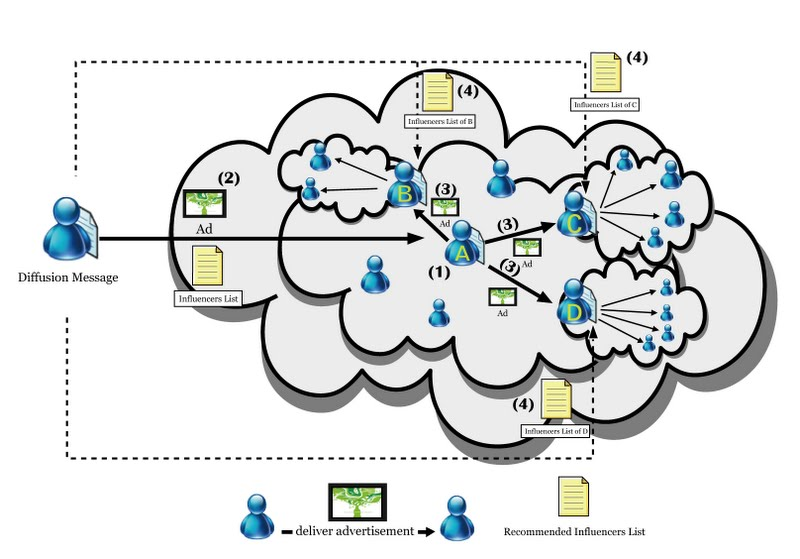 (4)
(4)
Influencers List of C
Influencers List of B
(2)
B
(3)
Ad
Ad
C
(3)
A
Ad
(1)
(3)
Diffusion Message
Influencers List
Ad
D
(4)
Influencers List of D
deliver advertisement
Recommended Influencers List